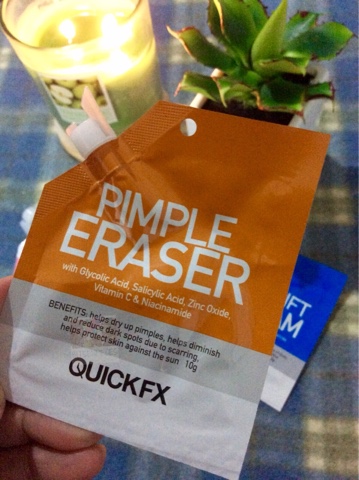 PIMPLE
ERASER
with Glycolic Acid, Salicylic Acid, Zinc Oxide,
Vitamin C & Niacinamide
BENEFITS: helps dry up pimples, helps diminish
and reduce dark spots due to scarring,
helps protect skin against the sun 10g
QUICKFX